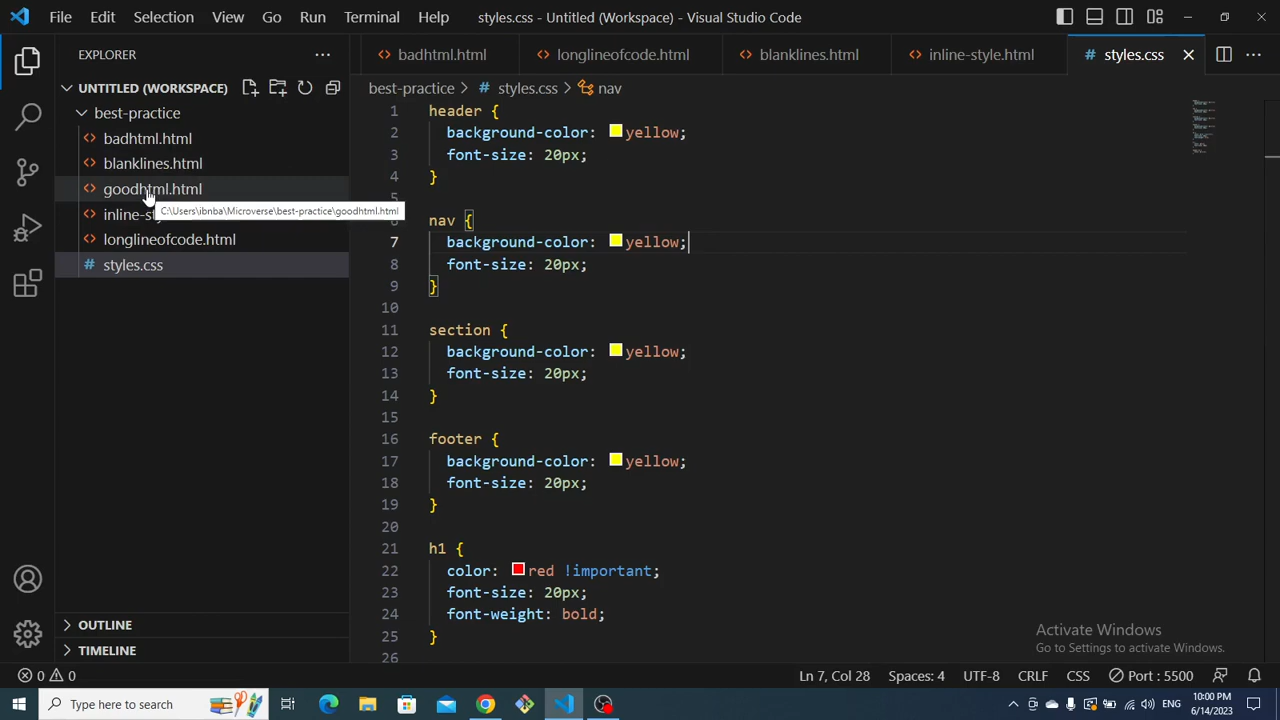 File Edit Selection View Go Run Terminal Help
styles.css - Untitled (Workspace) - Visual Studio Code
EXPLORER
UNTITLED (WORKSPACE)
best-practice
badhtml.html
blanklines.html
goodhtml.html
C:\Users\ibnba\Microverse\best-practice\goodhtml.html
longlineofcode.html
# styles.css
OUTLINE
TIMELINE
badhtml.html longlineofcode.html blanklines.html inline-style.html # styles.css
best-practice > # styles.css > nav
1 header {
2 background-color: yellow;
3 font-size: 20px;
4 }
5
6 nav {
7 background-color: yellow;
8 font-size: 20px;
9 }
10
11 section {
12 background-color: yellow;
13 font-size: 20px;
14 }
15
16 footer {
17 background-color: yellow;
18 font-size: 20px;
19 }
20
21 h1 {
22 color: red !important;
23 font-size: 20px;
24 font-weight: bold;
25 }
26
Activate Windows
Go to Settings to activate Windows.
0 0
Ln 7, Col 28 Spaces: 4 UTF-8 CRLF CSS Port : 5500
Type here to search
ENG
10:00 PM
6/14/2023